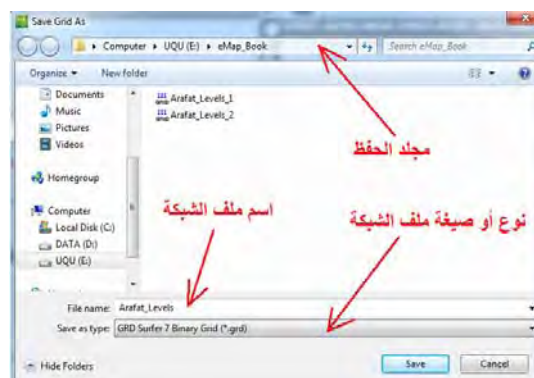 Save Grid As
Computer ▸ UQU (E:) ▸ eMap_Book
Search eMap_Book
Organize
New folder
Documents
Music
Pictures
Videos
Homegroup
Computer
Local Disk (C:)
DATA (D:)
UQU (E:)
Arafat_Levels_1
Arafat_Levels_2
مجلد الحفظ
اسم ملف الشبكة
نوع أو صيغة ملف الشبكة
File name: Arafat_Levels
Save as type: GRD Surfer 7 Binary Grid (*.grd)
Hide Folders
Save
Cancel